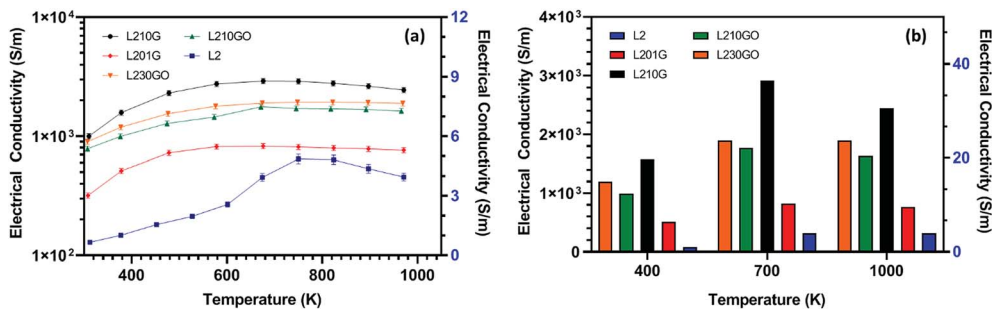 (a)
L210G
L210GO
L201G
L2
L230GO
1×10⁴
1×10³
1×10²
Electrical Conductivity (S/m)
12
9
6
3
0
Electrical Conductivity (S/m)
400
600
800
1000
Temperature (K)
(b)
L2
L210GO
L201G
L230GO
L210G
4×10³
3×10³
2×10³
1×10³
0
Electrical Conductivity (S/m)
40
20
0
Electrical Conductivity (S/m)
400
700
1000
Temperature (K)